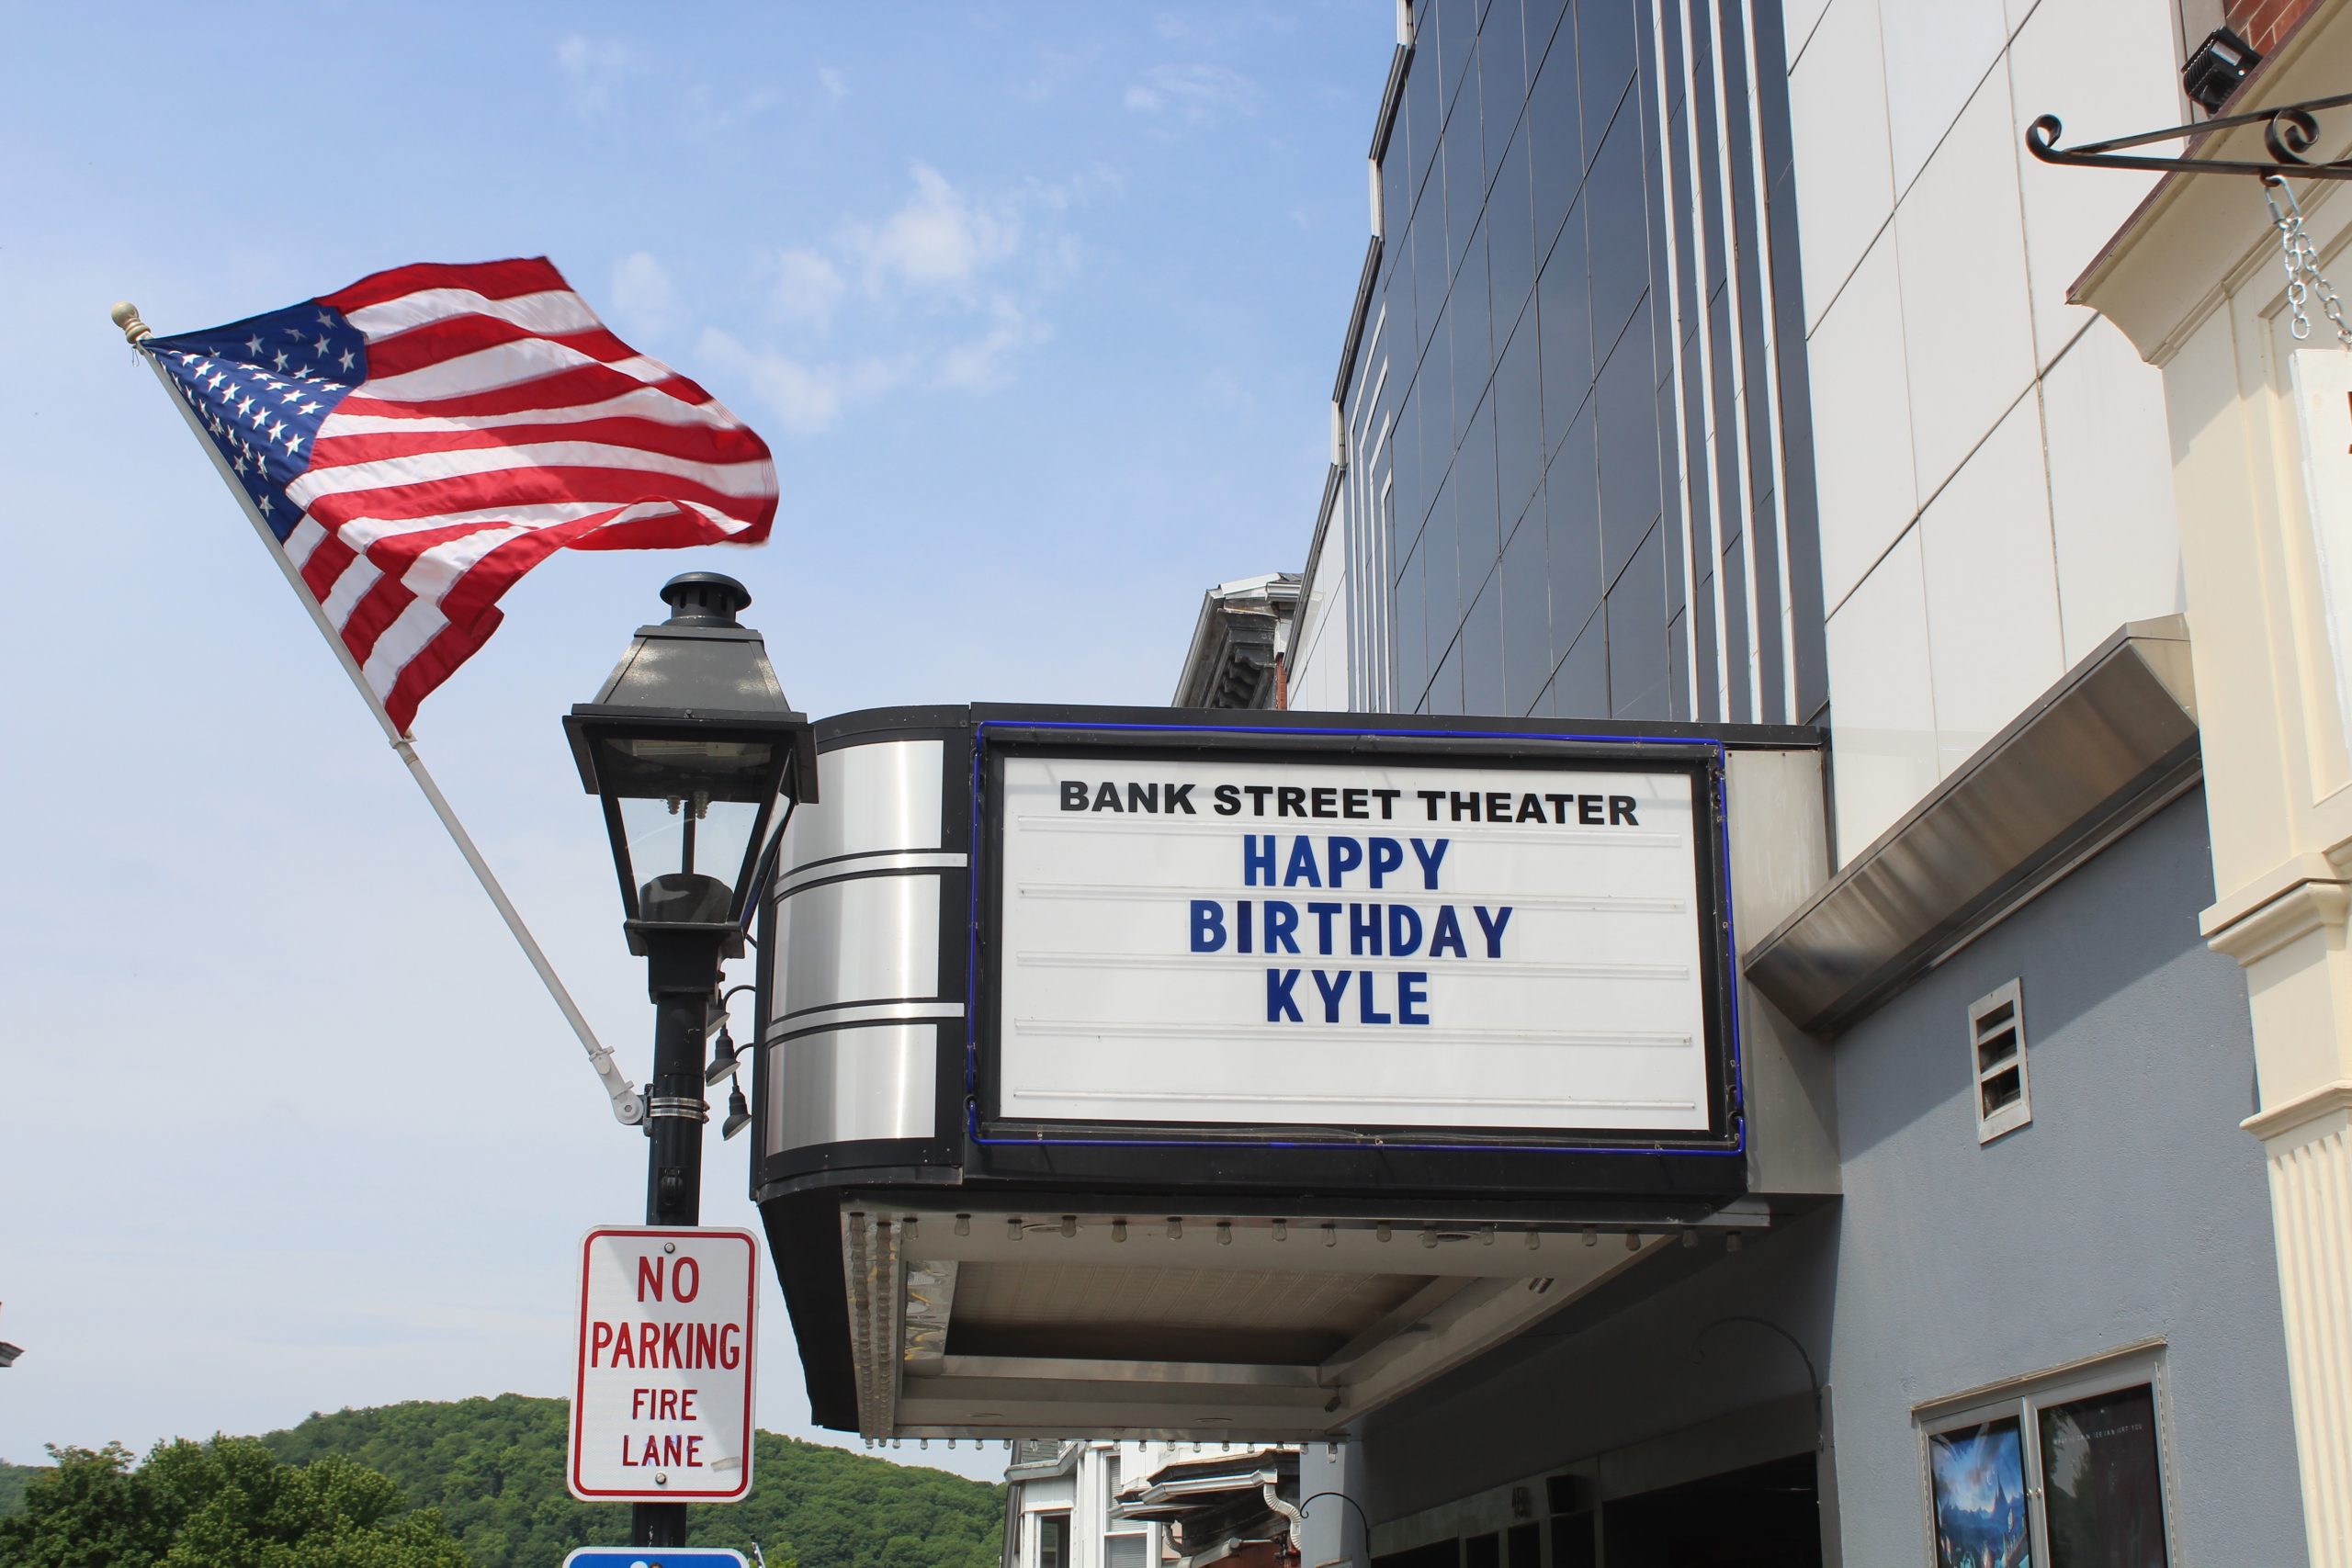 BANK STREET THEATER
HAPPY
BIRTHDAY
KYLE
NO
PARKING
FIRE
LANE